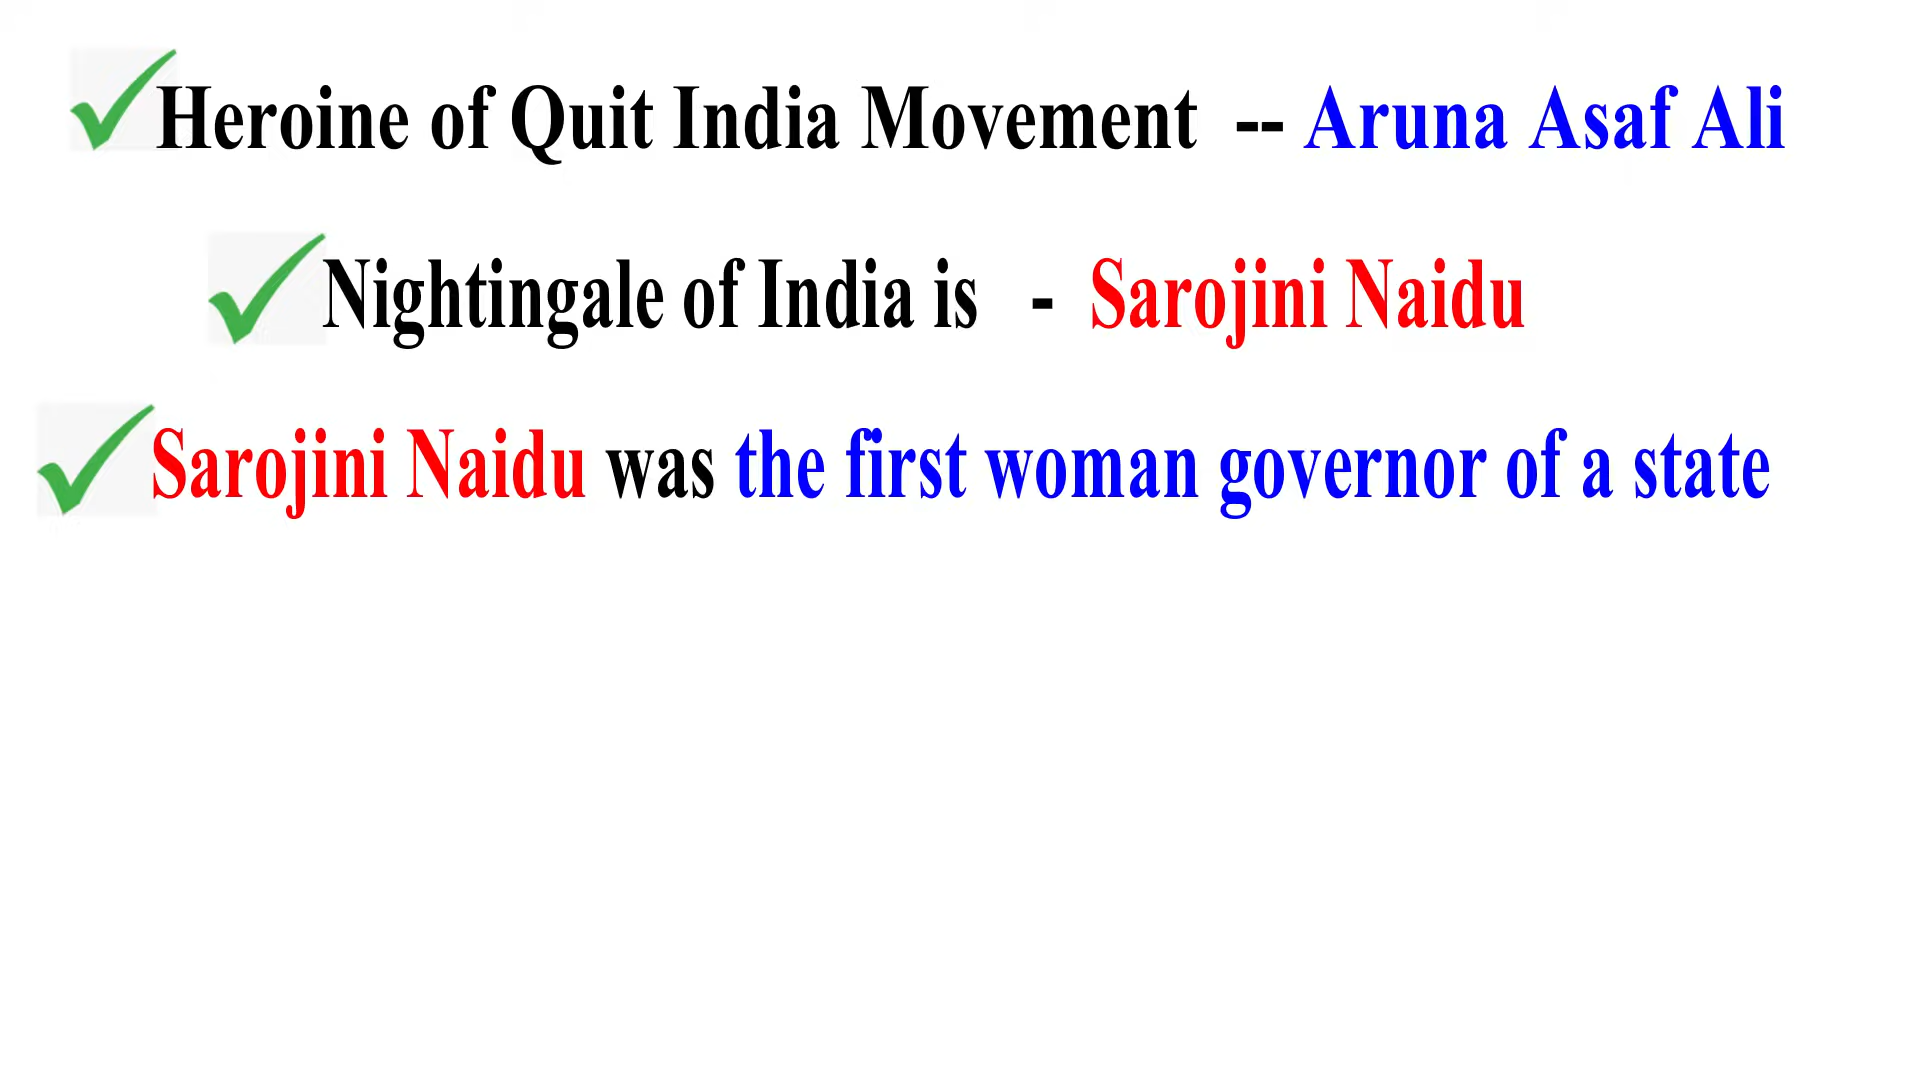 Heroine of Quit India Movement -- Aruna Asaf Ali
Nightingale of India is - Sarojini Naidu
Sarojini Naidu was the first woman governor of a state